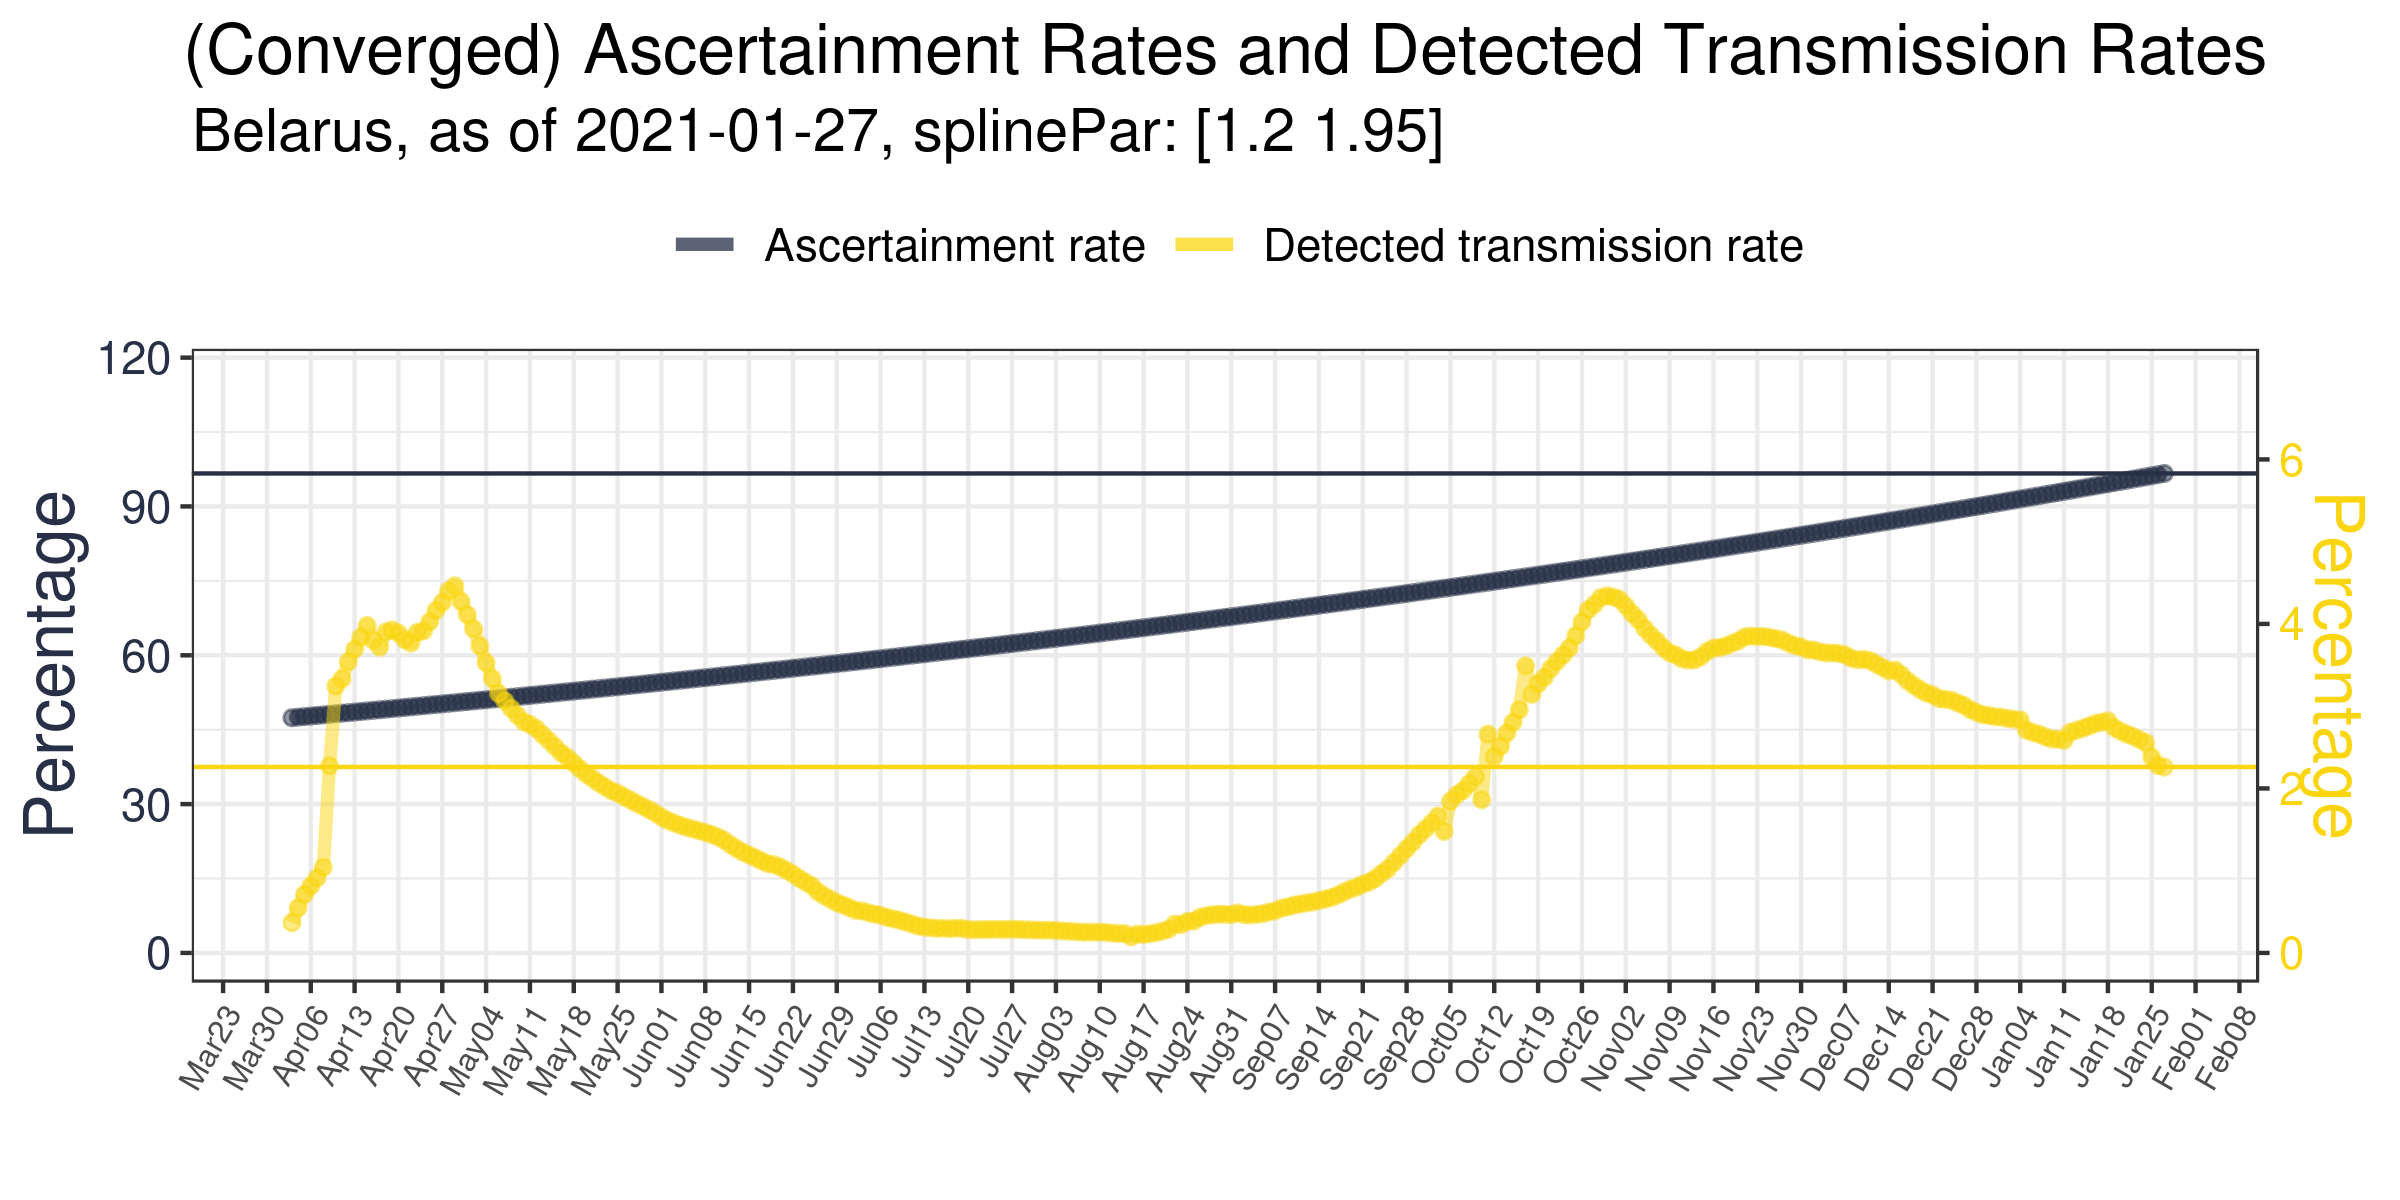 (Converged) Ascertainment Rates and Detected Transmission Rates
Belarus, as of 2021-01-27, splinePar: [1.2 1.95]
Ascertainment rate
Detected transmission rate
Percentage
120
90
60
30
0
6
4
2
0
Percentage
Mar23
Mar30
Apr06
Apr13
Apr20
Apr27
May04
May11
May18
May25
Jun01
Jun08
Jun15
Jun22
Jun29
Jul06
Jul13
Jul20
Jul27
Aug03
Aug10
Aug17
Aug24
Aug31
Sep07
Sep14
Sep21
Sep28
Oct05
Oct12
Oct19
Oct26
Nov02
Nov09
Nov16
Nov23
Nov30
Dec07
Dec14
Dec21
Dec28
Jan04
Jan11
Jan18
Jan25
Feb01
Feb08